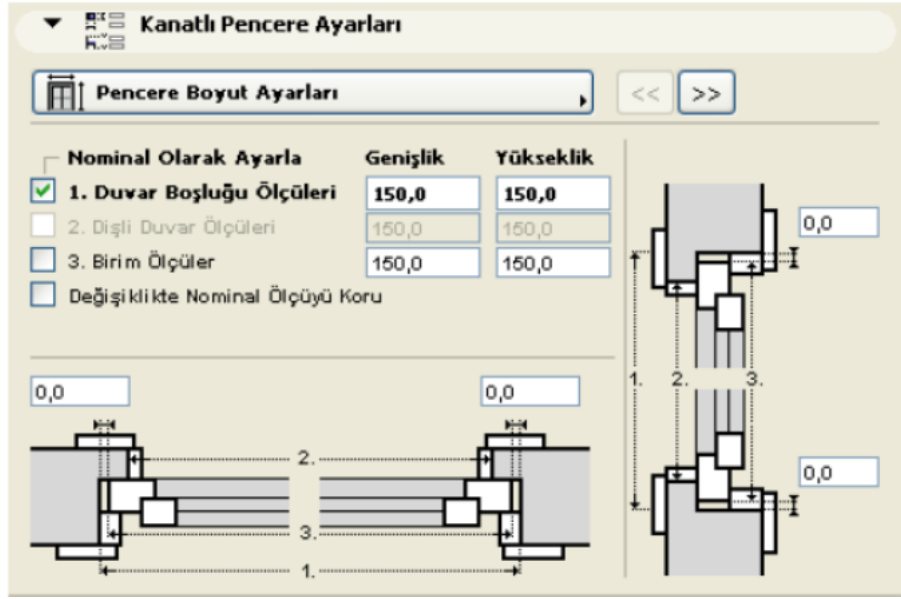 Kanatlı Pencere Ayarları
Pencere Boyut Ayarları
<< >>
Nominal Olarak Ayarla Genişlik Yükseklik
1. Duvar Boşluğu Ölçüleri 150,0 150,0
2. Dişli Duvar Ölçüleri 150,0 150,0
3. Birim Ölçüler 150,0 150,0
Değişiklikte Nominal Ölçüyü Koru
0,0 0,0
2.
3.
1.
0,0
1. 2. 3.
0,0